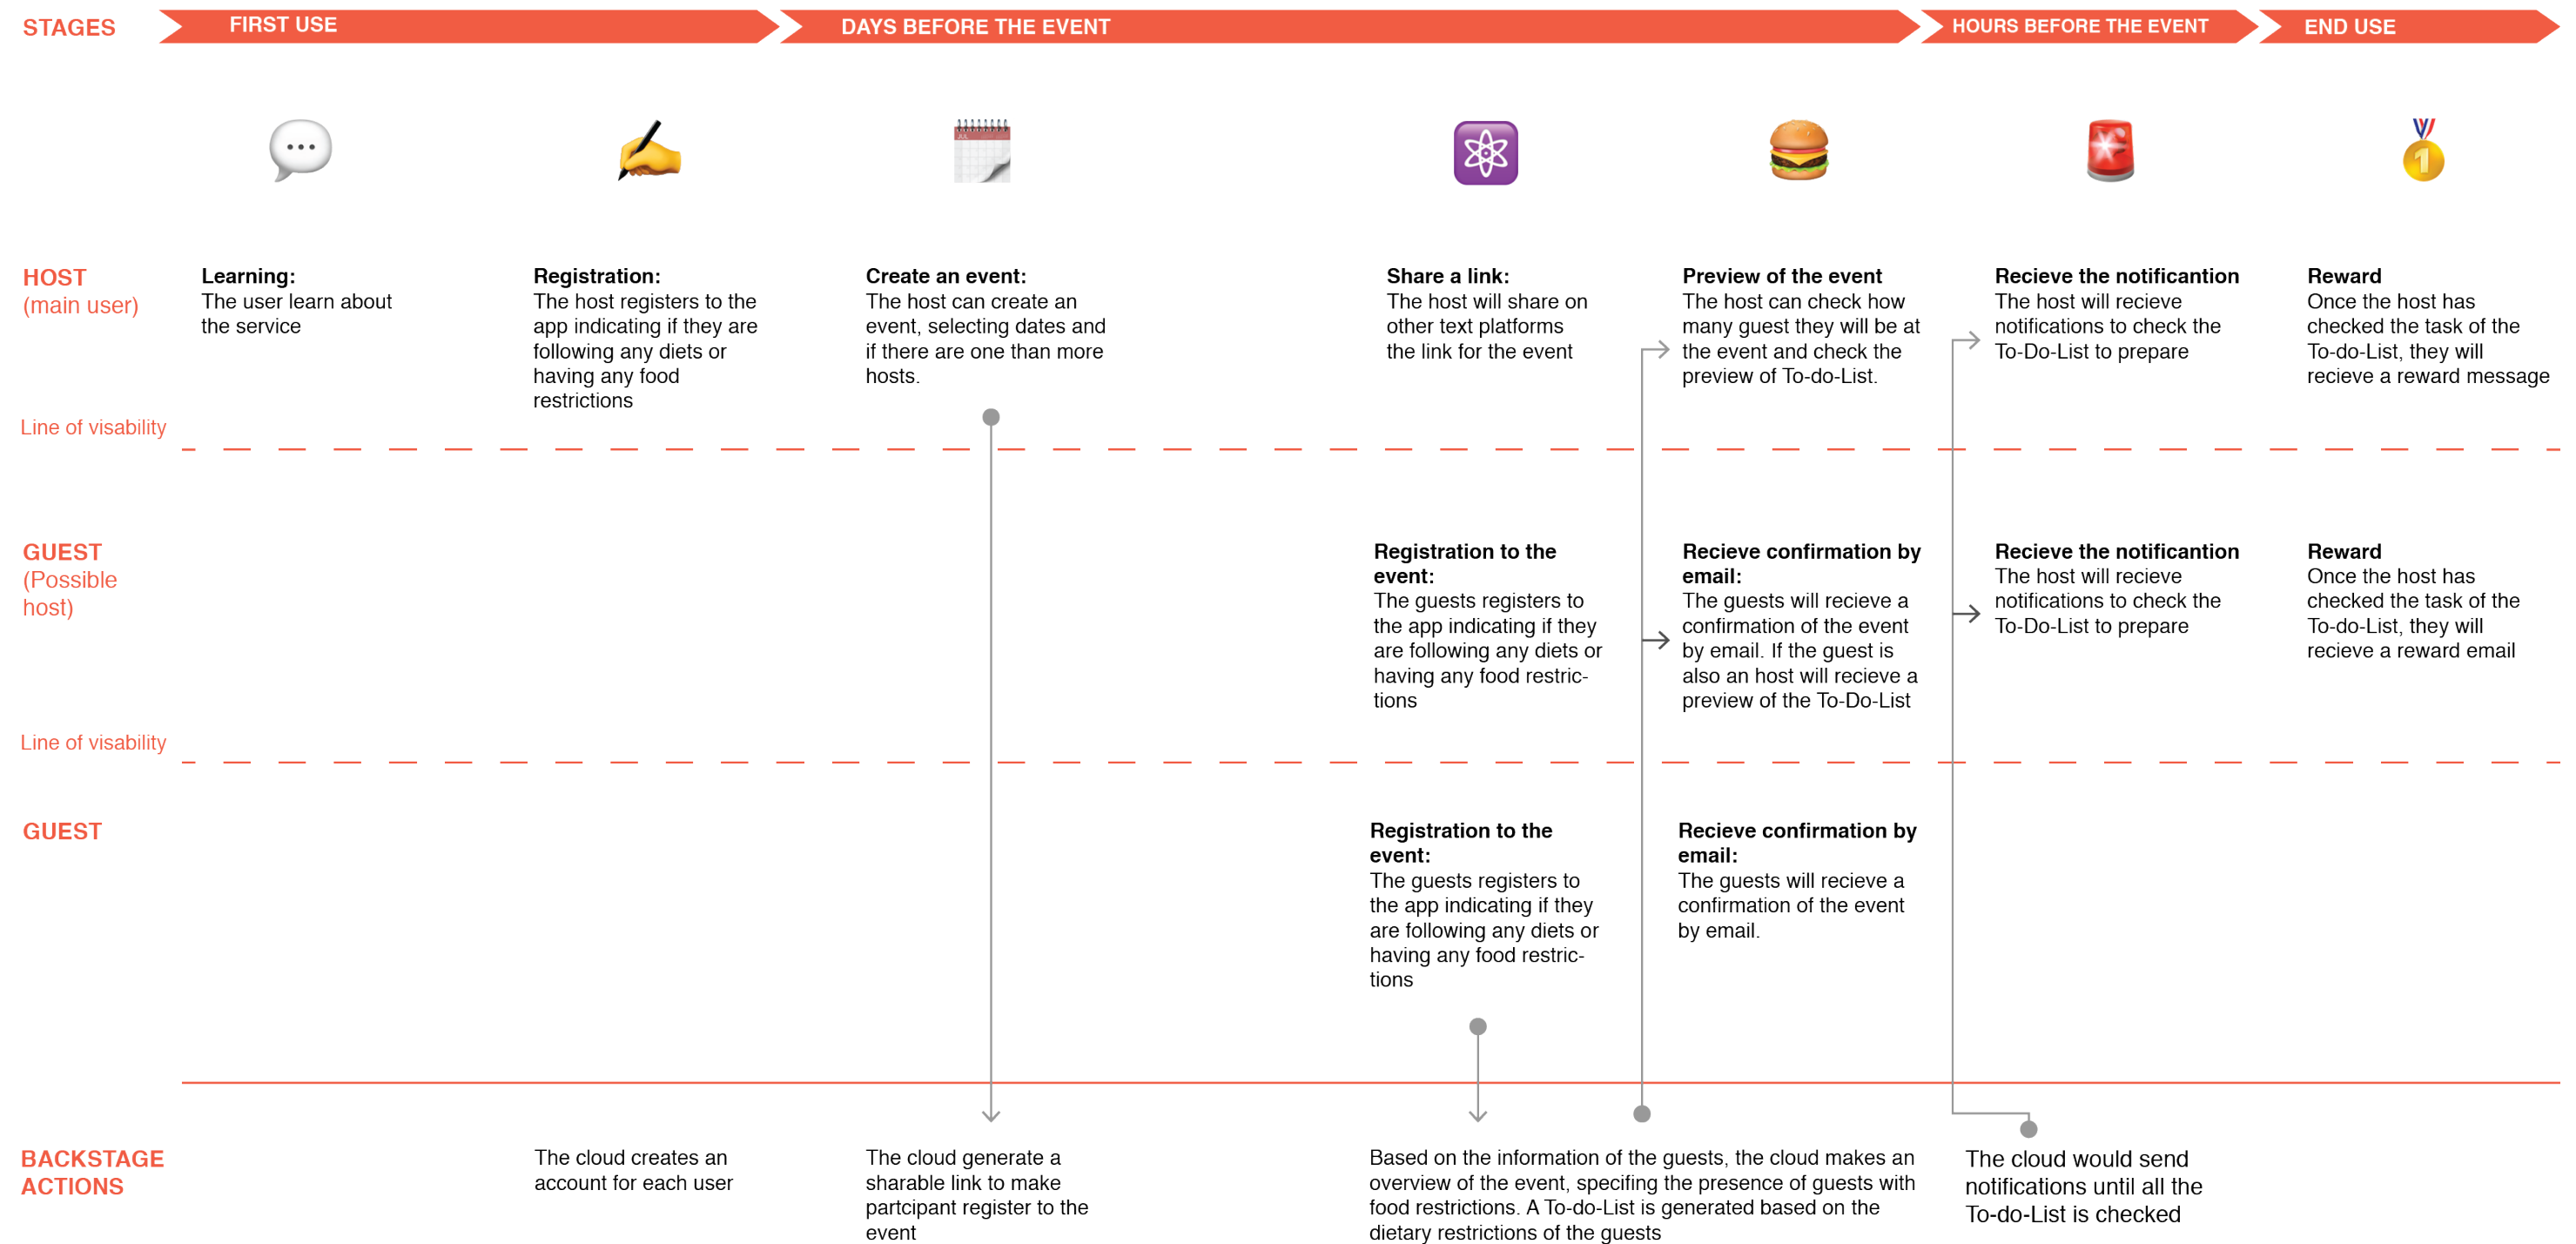 STAGES
FIRST USE
DAYS BEFORE THE EVENT
HOURS BEFORE THE EVENT
END USE
HOST
(main user)
Learning:
The user learn about
the service
Registration:
The host registers to the
app indicating if they are
following any diets or
having any food
restrictions
Create an event:
The host can create an
event, selecting dates and
if there are one than more
hosts.
Share a link:
The host will share on
other text platforms
the link for the event
Preview of the event
The host can check how
many guest they will be at
the event and check the
preview of To-do-List.
Recieve the notificantion
The host will recieve
notifications to check the
To-Do-List to prepare
Reward
Once the host has
checked the task of the
To-do-List, they will
recieve a reward message
Line of visability
GUEST
(Possible
host)
Registration to the
event:
The guests registers to
the app indicating if they
are following any diets or
having any food restric-
tions
Recieve confirmation by
email:
The guests will recieve a
confirmation of the event
by email. If the guest is
also an host will recieve a
preview of the To-Do-List
Recieve the notificantion
The host will recieve
notifications to check the
To-Do-List to prepare
Reward
Once the host has
checked the task of the
To-do-List, they will
recieve a reward email
Line of visability
GUEST
Registration to the
event:
The guests registers to
the app indicating if they
are following any diets or
having any food restric-
tions
Recieve confirmation by
email:
The guests will recieve a
confirmation of the event
by email.
BACKSTAGE
ACTIONS
The cloud creates an
account for each user
The cloud generate a
sharable link to make
partcipant register to the
event
Based on the information of the guests, the cloud makes an
overview of the event, specifing the presence of guests with
food restrictions. A To-do-List is generated based on the
dietary restrictions of the guests
The cloud would send
notifications until all the
To-do-List is checked